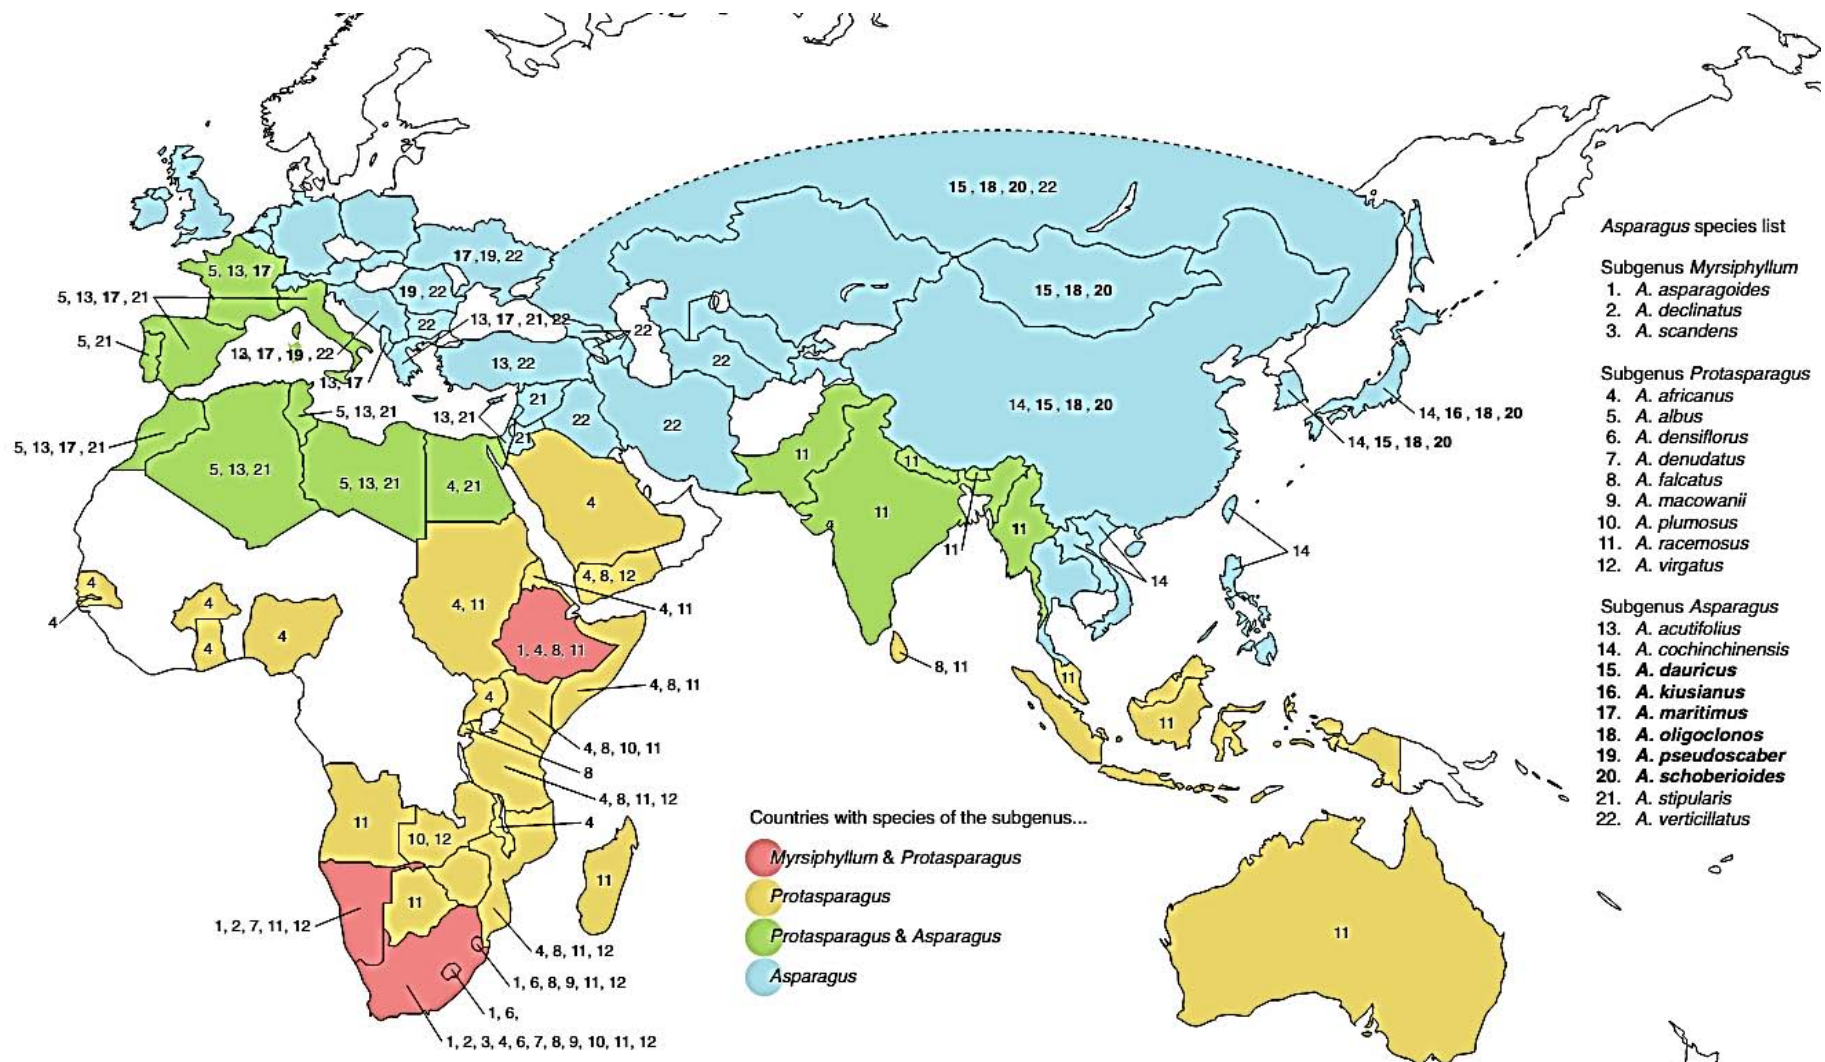 15, 18, 20, 22
5, 13, 17
17, 19, 22
5, 13, 17, 21
19, 22
15, 18, 20
22
13, 17, 21, 22
22
5, 21
13, 17, 19, 22
13, 22
22
13, 17
5, 13, 21
13, 21
21
21
22
22
14, 15, 18, 20
14, 16, 18, 20
14, 15, 18, 20
5, 13, 17, 21
5, 13, 21
5, 13, 21
4, 21
4
11
11
11
11
11
14
14
4
4
4
4
4
4, 11
4, 8, 12
4, 11
1, 4, 8, 11
8, 11
4, 8, 11
4
11
11
4, 8, 10, 11
8
4, 8, 11, 12
4
11
10, 12
11
11
11
1, 2, 7, 11, 12
4, 8, 11, 12
1, 6, 8, 9, 11, 12
1, 6,
1, 2, 3, 4, 6, 7, 8, 9, 10, 11, 12
Countries with species of the subgenus...
Myrsiphyllum & Protasparagus
Protasparagus
Protasparagus & Asparagus
Asparagus
Asparagus species list
Subgenus Myrsiphyllum
1. A. asparagoides
2. A. declinatus
3. A. scandens
Subgenus Protasparagus
4. A. africanus
5. A. albus
6. A. densiflorus
7. A. denudatus
8. A. falcatus
9. A. macowanii
10. A. plumosus
11. A. racemosus
12. A. virgatus
Subgenus Asparagus
13. A. acutifolius
14. A. cochinchinensis
15. A. dauricus
16. A. kiusianus
17. A. maritimus
18. A. oligoclonos
19. A. pseudoscaber
20. A. schoberioides
21. A. stipularis
22. A. verticillatus